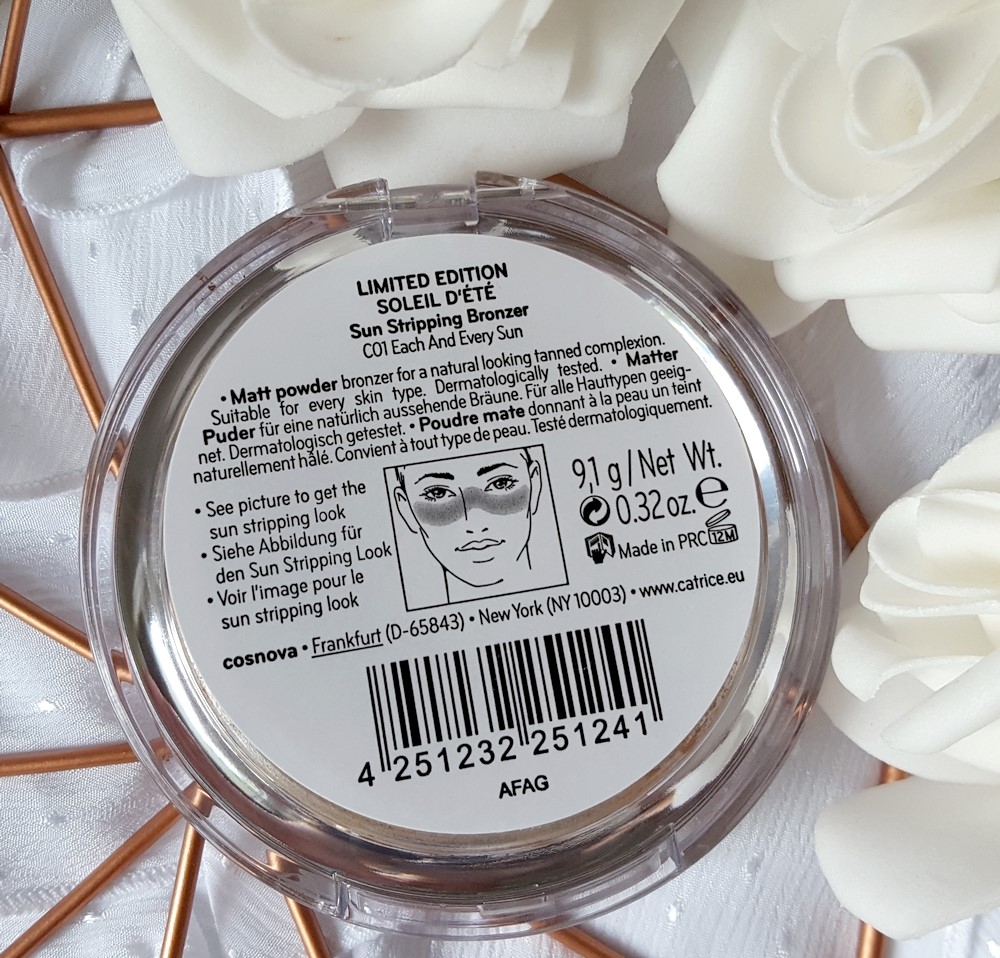 LIMITED EDITION
SOLEIL D'ÉTÉ
Sun Stripping Bronzer
C01 Each And Every Sun
• Matt powder bronzer for a natural looking tanned complexion.
Suitable for every skin type. Dermatologically tested. • Matter
Puder für eine natürlich aussehende Bräune. Für alle Hauttypen geeig-
net. Dermatologisch getestet. • Poudre mate donnant à la peau un teint
naturellement hâlé. Convient à tout type de peau. Testé dermatologiquement.
• See picture to get the
sun stripping look
• Siehe Abbildung für
den Sun Stripping Look
• Voir l'image pour le
sun stripping look
9,1 g/Net Wt.
0.32oz. e
Made in PRC 12M
cosnova • Frankfurt (D-65843) • New York (NY 10003) • www.catrice.eu
4 251232 251241
AFAG